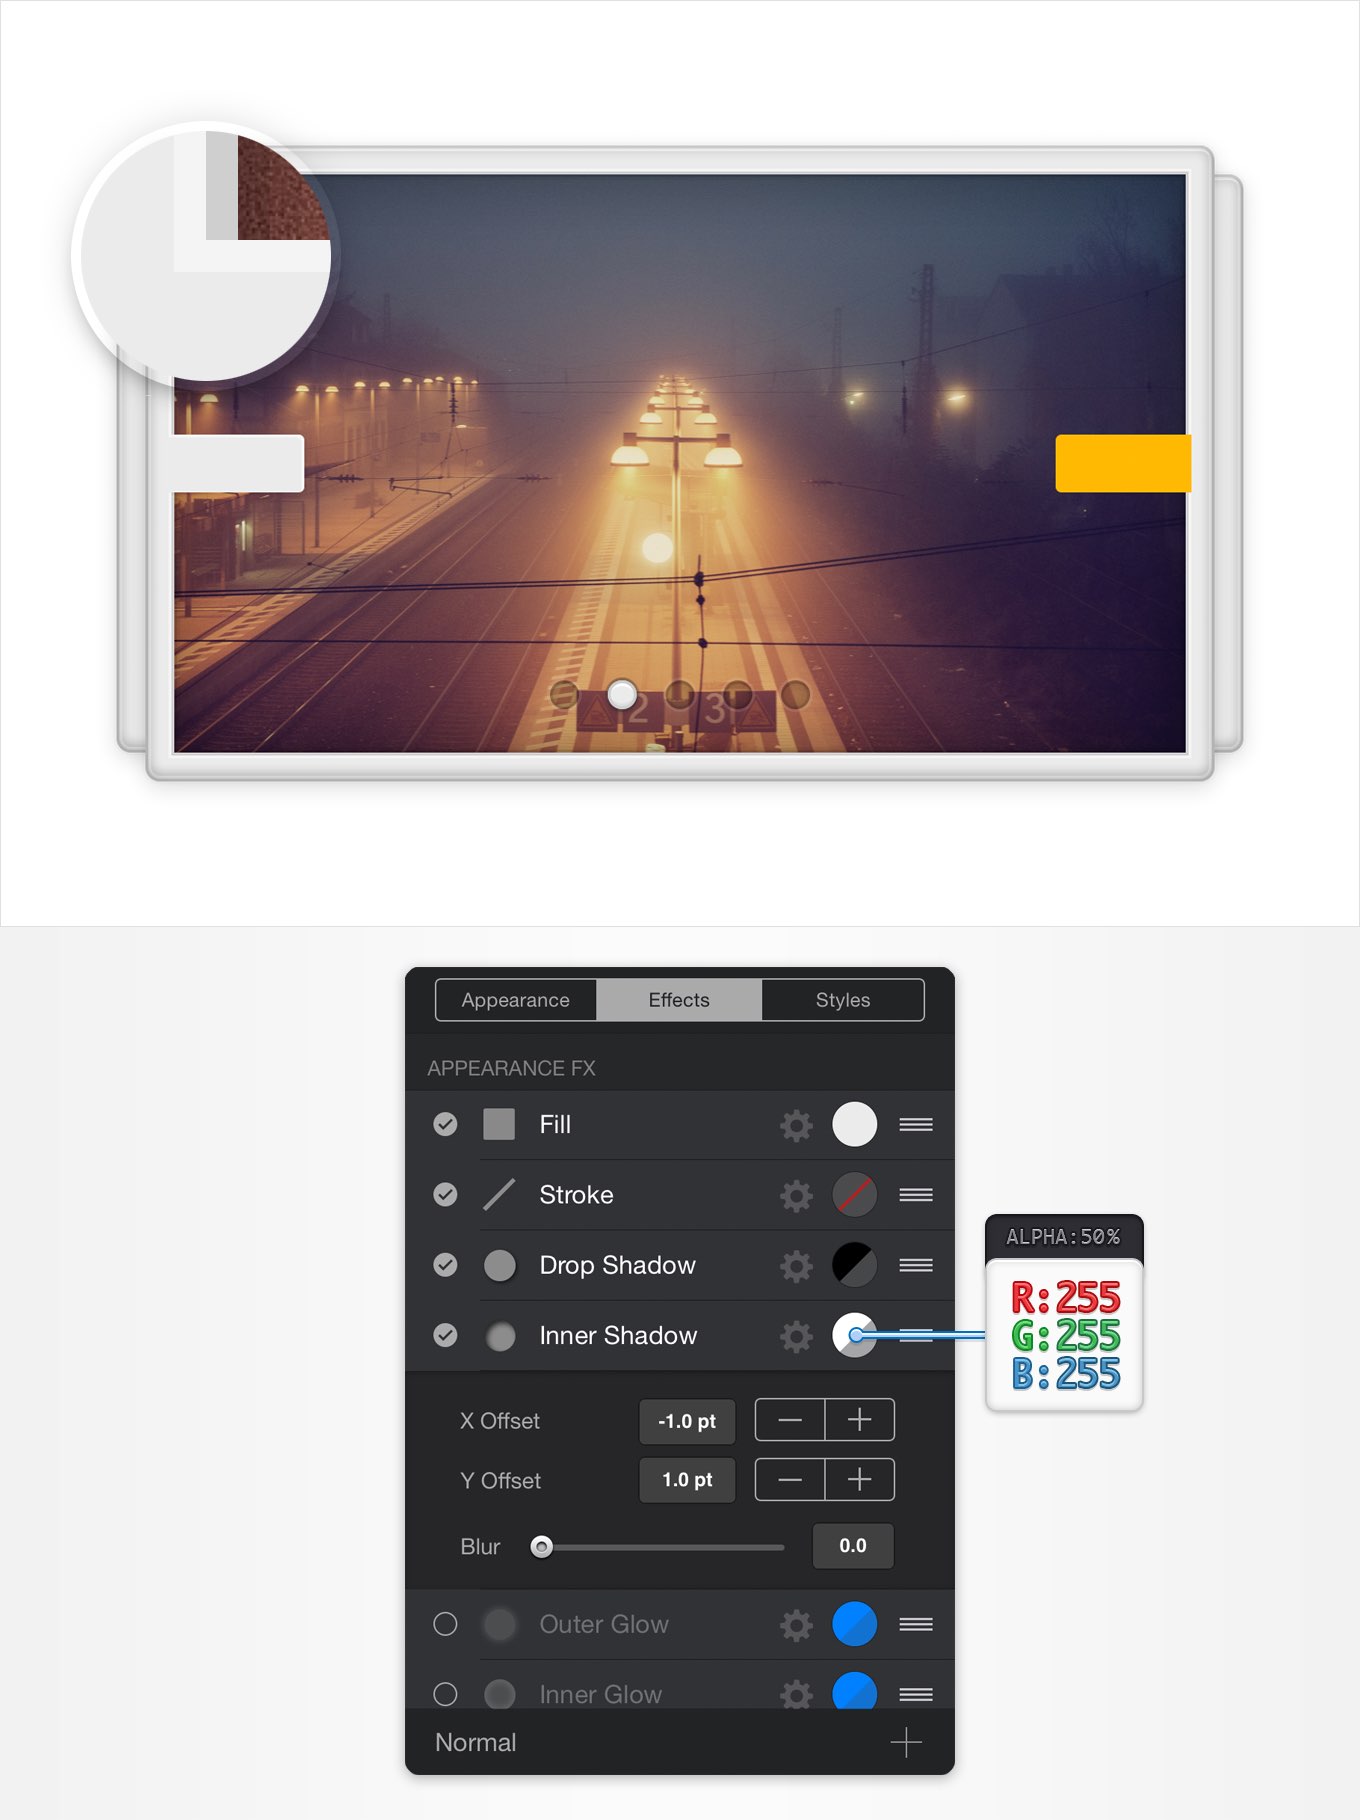 2 3
Appearance Effects Styles
APPEARANCE FX
Fill
Stroke
Drop Shadow
Inner Shadow
ALPHA:50%
R:255
G:255
B:255
X Offset -1.0 pt
Y Offset 1.0 pt
Blur 0.0
Outer Glow
Inner Glow
Normal